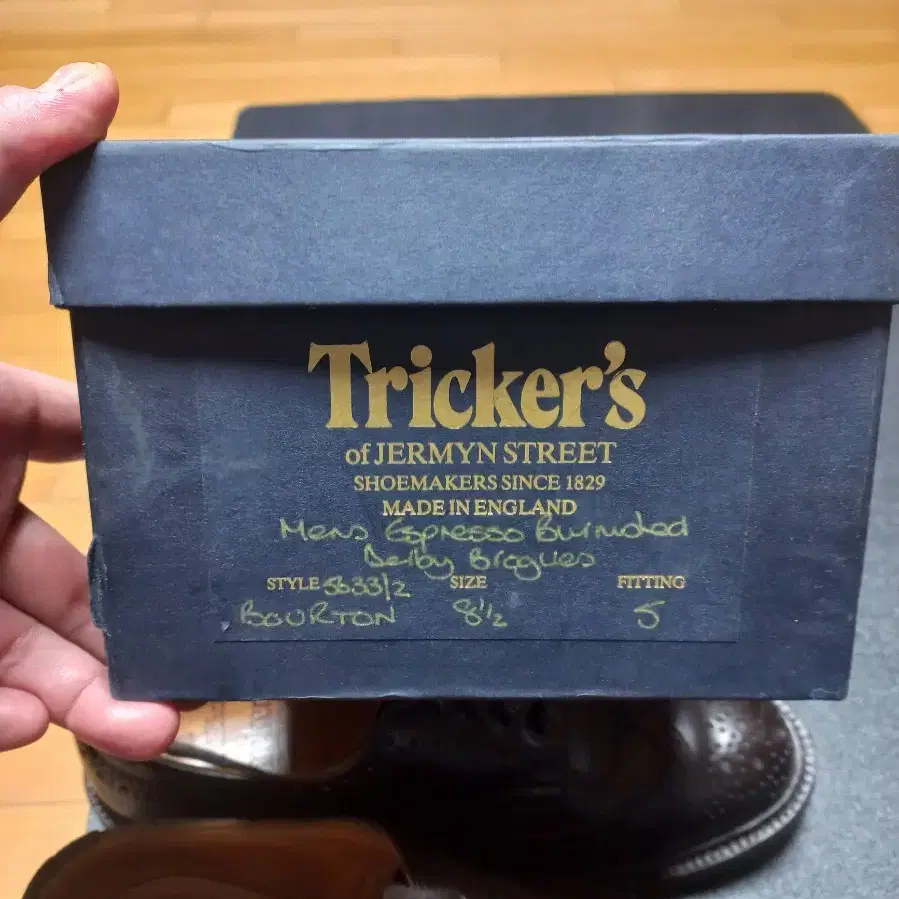 Tricker's
of JERMYN STREET
SHOEMAKERS SINCE 1829
MADE IN ENGLAND
Mens Espresso Burnished
Derby Brogues
STYLE 5633/2 SIZE FITTING
BOURTON 8½ 5